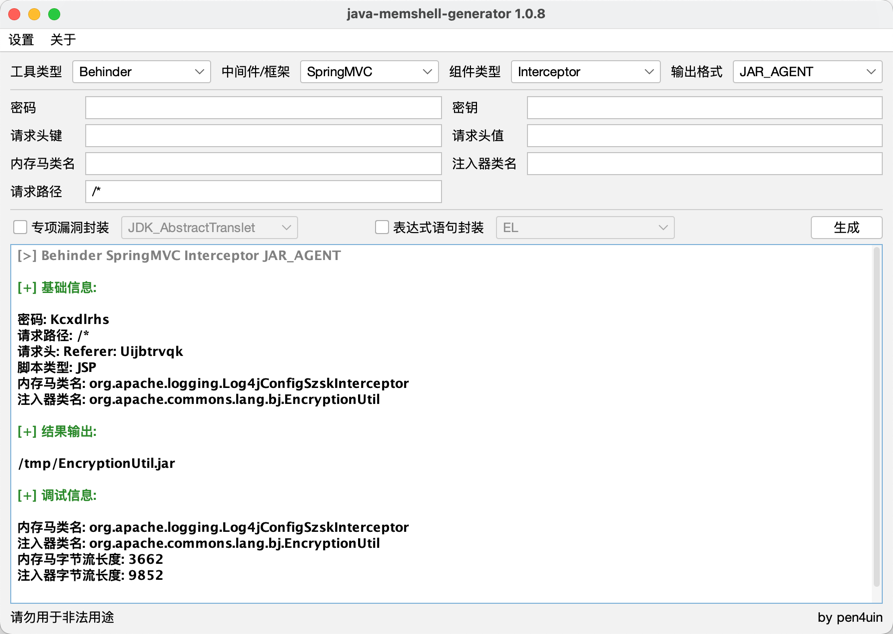 java-memshell-generator 1.0.8
设置 关于
工具类型 Behinder 中间件/框架 SpringMVC 组件类型 Interceptor 输出格式 JAR_AGENT
密码 密钥
请求头键 请求头值
内存马类名 注入器类名
请求路径 /*
专项漏洞封装 JDK_AbstractTranslet 表达式语句封装 EL 生成
[>] Behinder SpringMVC Interceptor JAR_AGENT
[+] 基础信息:
密码: Kcxdlrhs
请求路径: /*
请求头: Referer: Uijbtrvqk
脚本类型: JSP
内存马类名: org.apache.logging.Log4jConfigSzskInterceptor
注入器类名: org.apache.commons.lang.bj.EncryptionUtil
[+] 结果输出:
/tmp/EncryptionUtil.jar
[+] 调试信息:
内存马类名: org.apache.logging.Log4jConfigSzskInterceptor
注入器类名: org.apache.commons.lang.bj.EncryptionUtil
内存马字节流长度: 3662
注入器字节流长度: 9852
请勿用于非法用途 by pen4uin